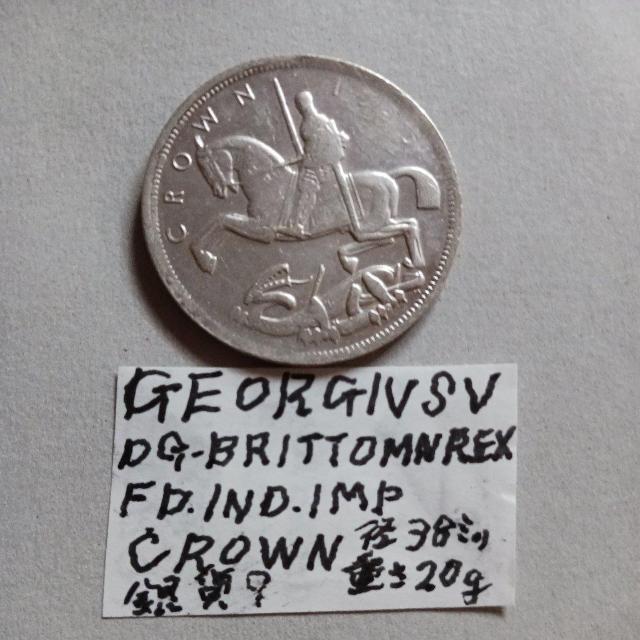 CROWN
GEORGIVSV
DG-BRITTOMNREX
FD.IND.IMP
CROWN 径38ミリ
銀貨? 重さ20g